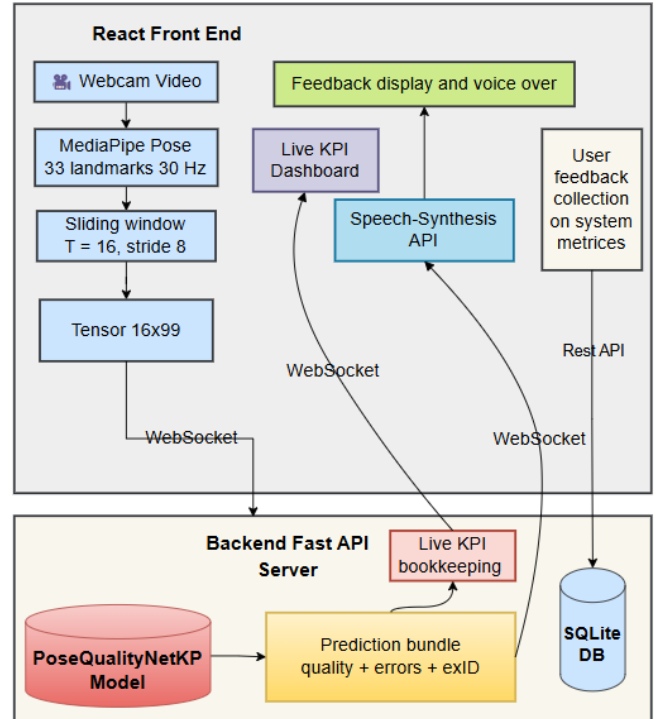 React Front End
Webcam Video
MediaPipe Pose
33 landmarks 30 Hz
Sliding window
T = 16, stride 8
Tensor 16x99
WebSocket
Feedback display and voice over
Live KPI
Dashboard
Speech-Synthesis
API
User
feedback
collection
on system
metrices
WebSocket
WebSocket
Rest API
Backend Fast API
Server
Live KPI
bookkeeping
PoseQualityNetKP
Model
Prediction bundle
quality + errors + exID
SQLite
DB